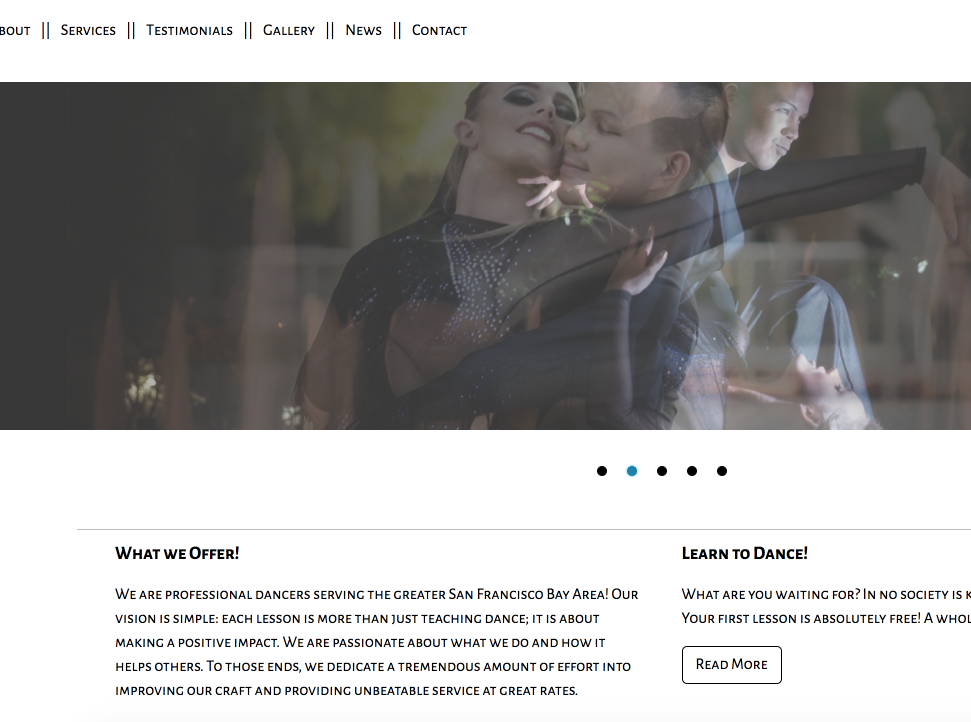 bout || Services || Testimonials || Gallery || News || Contact
What we Offer!
We are professional dancers serving the greater San Francisco Bay Area! Our
vision is simple: each lesson is more than just teaching dance; it is about
making a positive impact. We are passionate about what we do and how it
helps others. To those ends, we dedicate a tremendous amount of effort into
improving our craft and providing unbeatable service at great rates.
Learn to Dance!
What are you waiting for? In no society is
Your first lesson is absolutely free! A
Read More